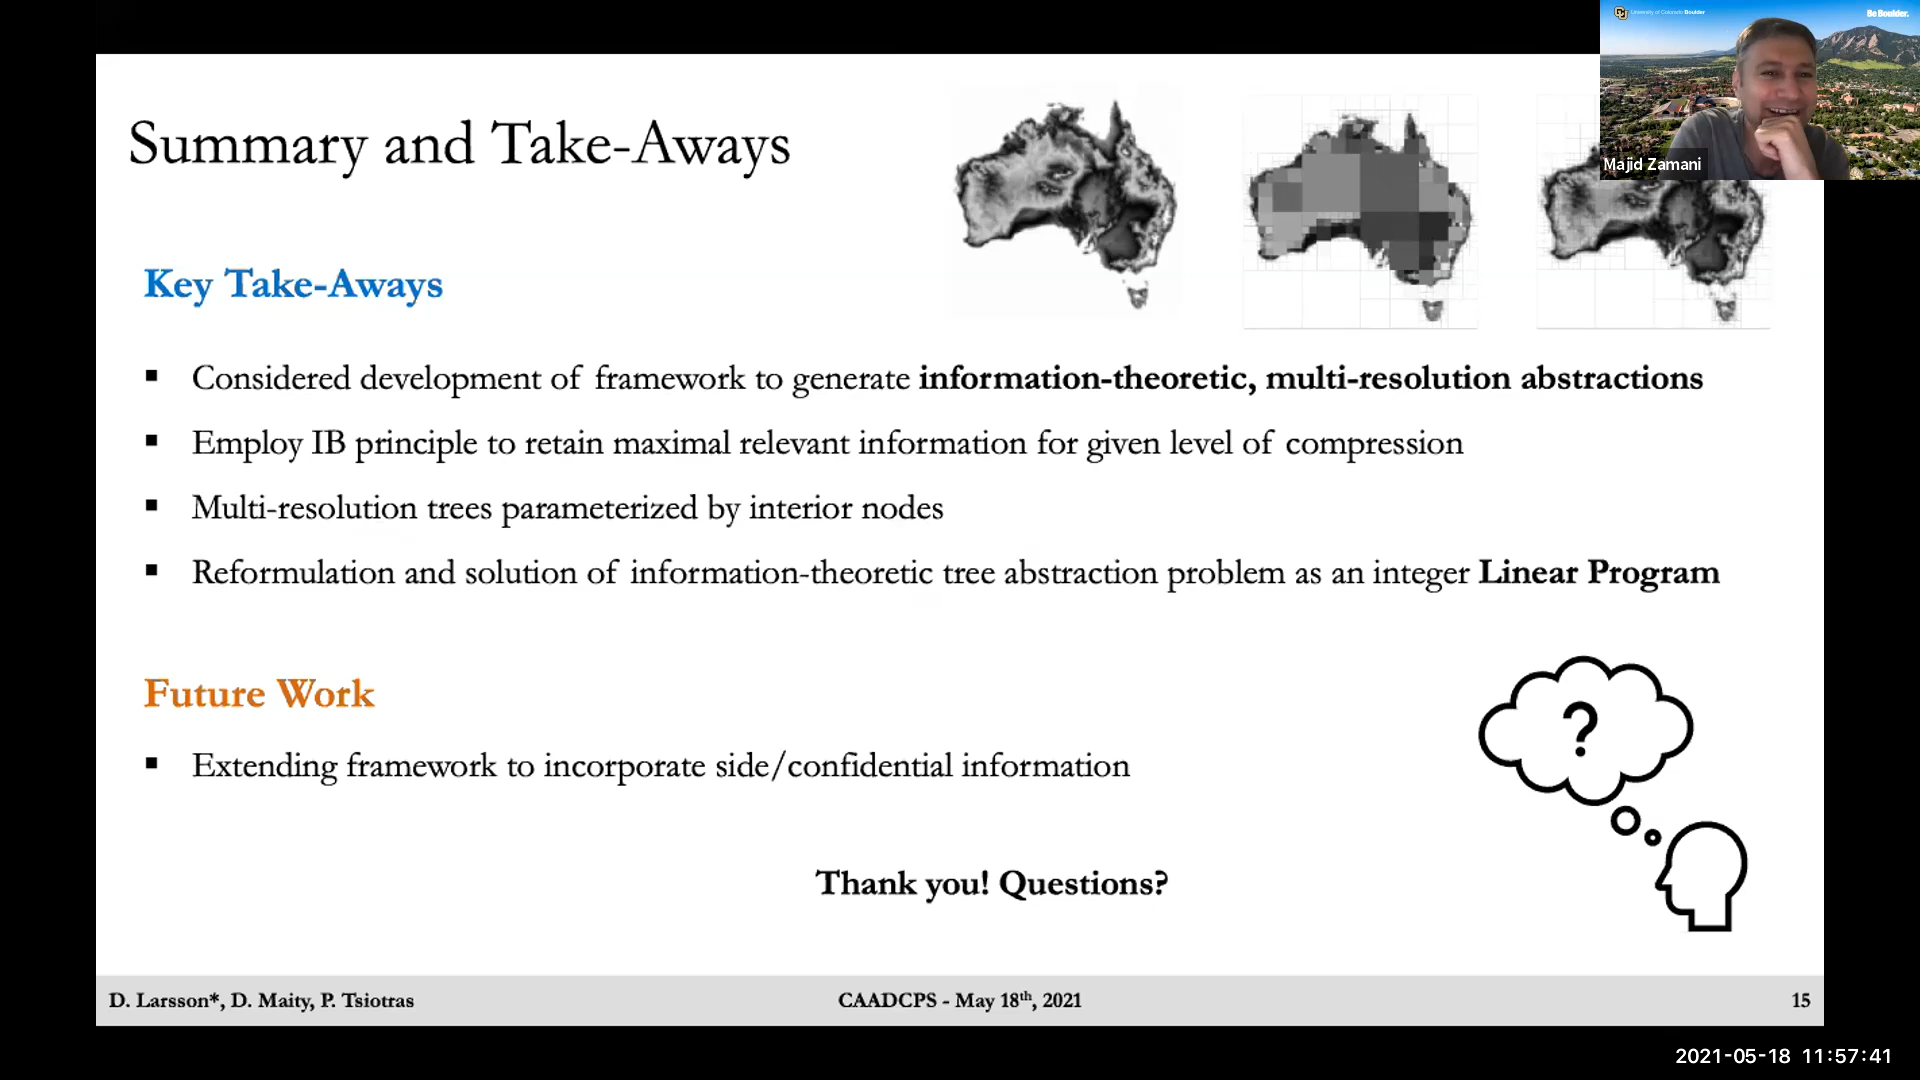 University of Colorado Boulder
Be Boulder.
Majid Zamani
Summary and Take-Aways
Key Take-Aways
▪ Considered development of framework to generate information-theoretic, multi-resolution abstractions
▪ Employ IB principle to retain maximal relevant information for given level of compression
▪ Multi-resolution trees parameterized by interior nodes
▪ Reformulation and solution of information-theoretic tree abstraction problem as an integer Linear Program
Future Work
▪ Extending framework to incorporate side/confidential information
?
Thank you! Questions?
D. Larsson*, D. Maity, P. Tsiotras
CAADCPS - May 18th, 2021
15
2021-05-18 11:57:41